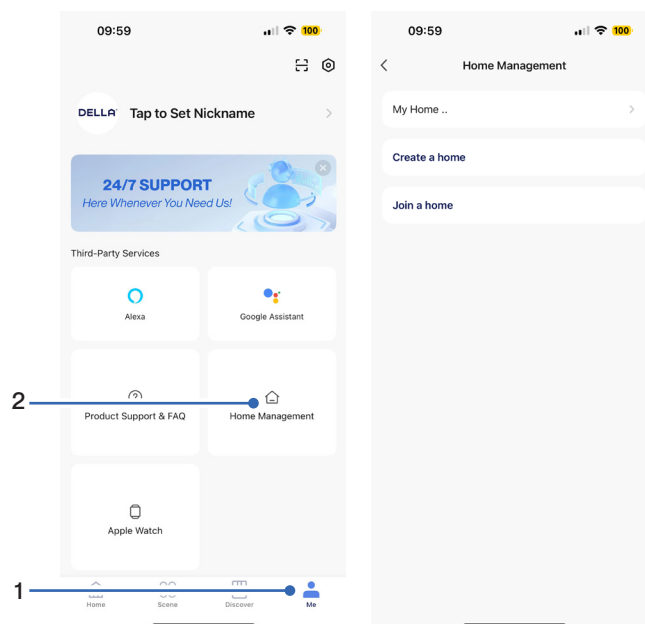 09:59
100
DELLA
Tap to Set Nickname
24/7 SUPPORT
Here Whenever You Need Us!
Third-Party Services
Alexa
Google Assistant
2
Product Support & FAQ
Home Management
Apple Watch
1
Home
Scene
Discover
Me
09:59
100
Home Management
My Home ..
Create a home
Join a home